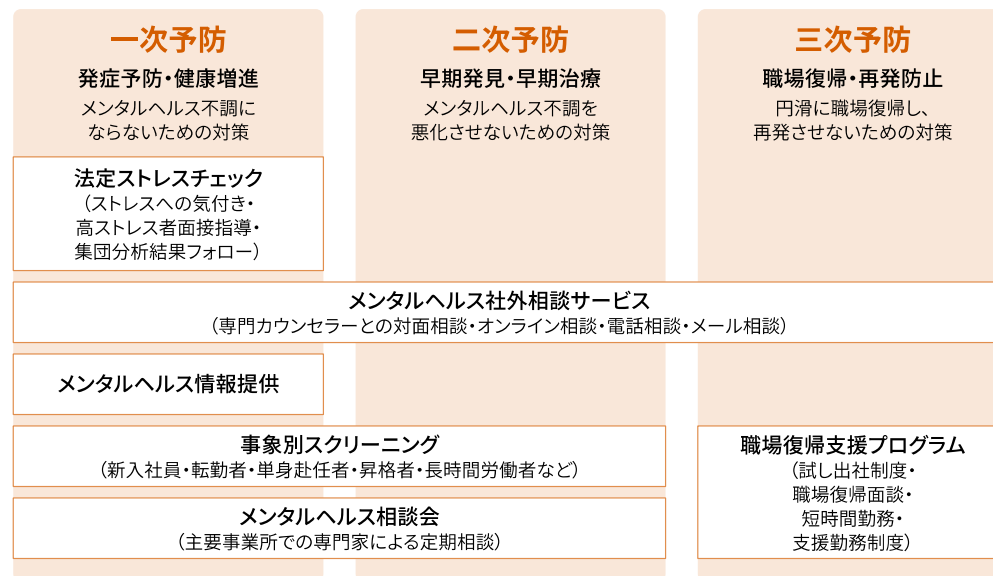 一次予防
発症予防・健康増進
メンタルヘルス不調に
ならないための対策
二次予防
早期発見・早期治療
メンタルヘルス不調を
悪化させないための対策
三次予防
職場復帰・再発防止
円滑に職場復帰し、
再発させないための対策
法定ストレスチェック
（ストレスへの気付き・
高ストレス者面接指導・
集団分析結果フォロー）
メンタルヘルス社外相談サービス
（専門カウンセラーとの対面相談・オンライン相談・電話相談・メール相談）
メンタルヘルス情報提供
事象別スクリーニング
（新入社員・転勤者・単身赴任者・昇格者・長時間労働者など）
メンタルヘルス相談会
（主要事業所での専門家による定期相談）
職場復帰支援プログラム
（試し出社制度・
職場復帰面談・
短時間勤務・
支援勤務制度）